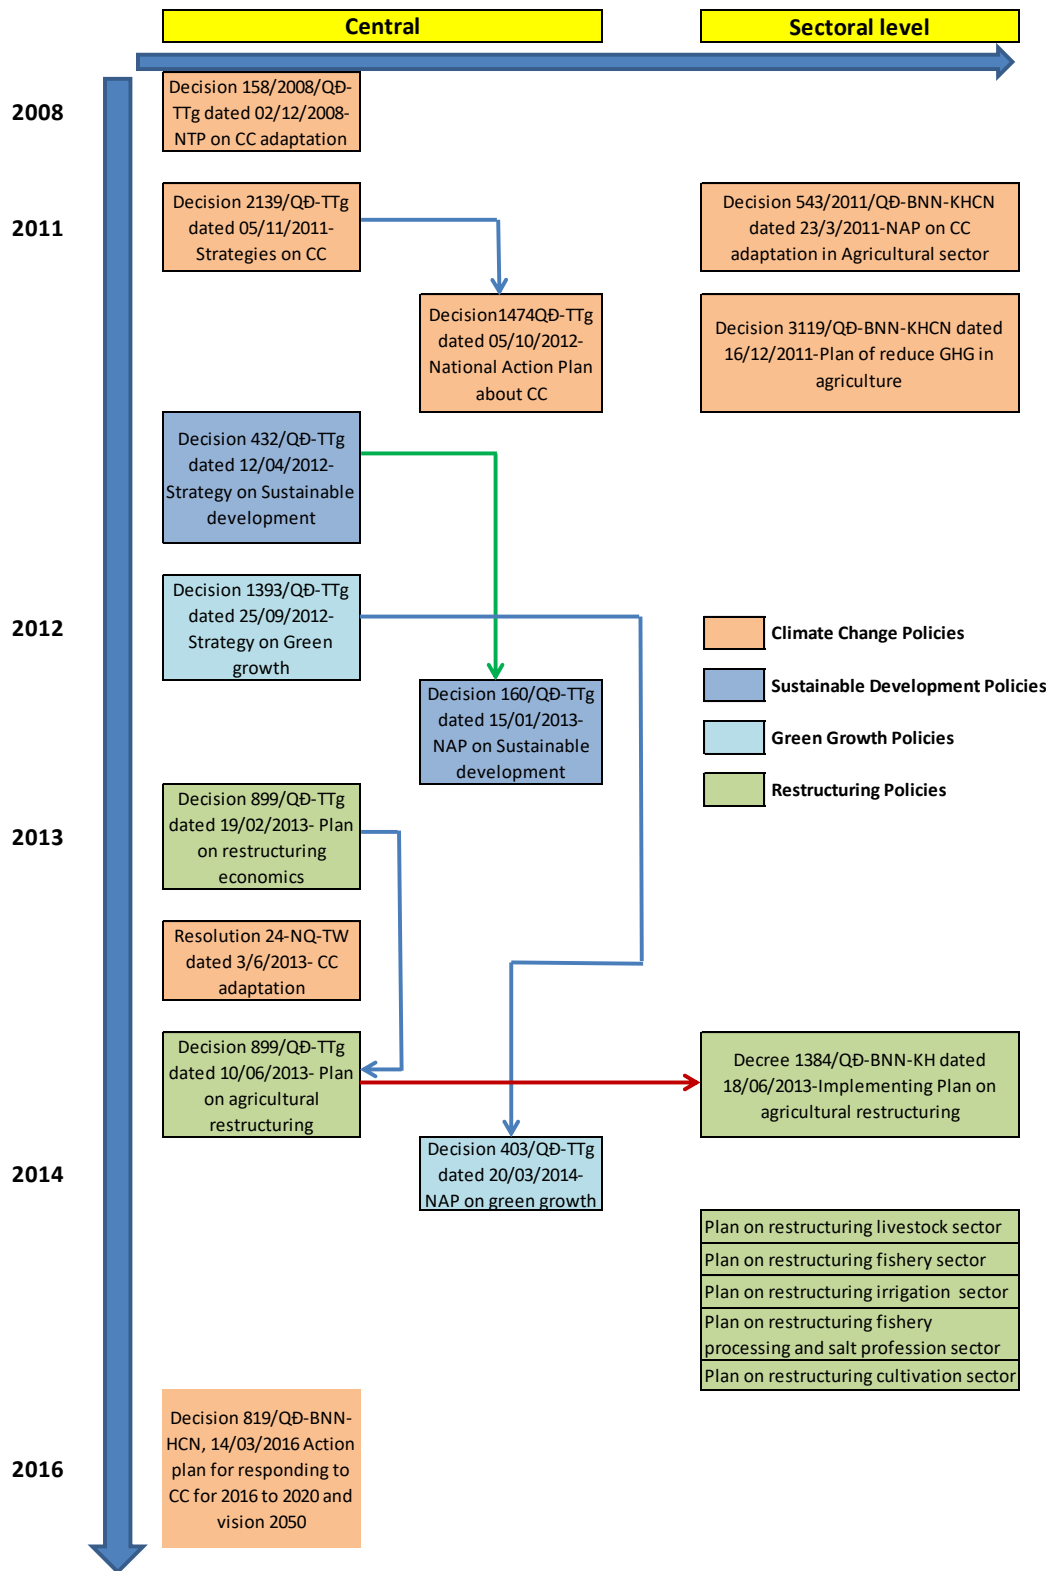 Central
Sectoral level
2008
Decision 158/2008/QĐ-
TTg dated 02/12/2008-
NTP on CC adaptation
2011
Decision 2139/QĐ-TTg
dated 05/11/2011-
Strategies on CC
Decision 543/2011/QĐ-BNN-KHCN
dated 23/3/2011-NAP on CC
adaptation in Agricultural sector
Decision1474QĐ-TTg
dated 05/10/2012-
National Action Plan
about CC
Decision 3119/QĐ-BNN-KHCN dated
16/12/2011-Plan of reduce GHG in
agriculture
Decision 432/QĐ-TTg
dated 12/04/2012-
Strategy on Sustainable
development
2012
Decision 1393/QĐ-TTg
dated 25/09/2012-
Strategy on Green
growth
Climate Change Policies
Sustainable Development Policies
Green Growth Policies
Restructuring Policies
Decision 160/QĐ-TTg
dated 15/01/2013-
NAP on Sustainable
development
2013
Decision 899/QĐ-TTg
dated 19/02/2013- Plan
on restructuring
economics
Resolution 24-NQ-TW
dated 3/6/2013- CC
adaptation
Decision 899/QĐ-TTg
dated 10/06/2013- Plan
on agricultural
restructuring
Decree 1384/QĐ-BNN-KH dated
18/06/2013-Implementing Plan on
agricultural restructuring
2014
Decision 403/QĐ-TTg
dated 20/03/2014-
NAP on green growth
Plan on restructuring livestock sector
Plan on restructuring fishery sector
Plan on restructuring irrigation  sector
Plan on restructuring fishery
processing and salt profession sector
Plan on restructuring cultivation sector
2016
Decision 819/QĐ-BNN-
HCN, 14/03/2016 Action
plan for responding to
CC for 2016 to 2020 and
vision 2050